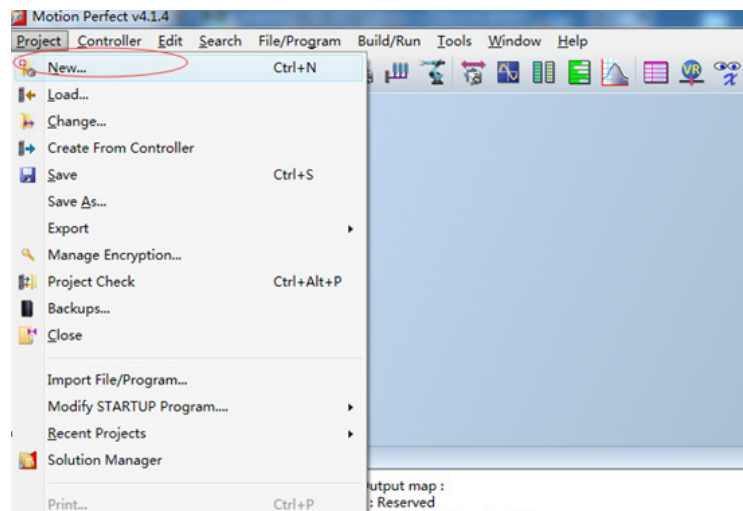 Motion Perfect v4.1.4
Project Controller Edit Search File/Program Build/Run Tools Window Help
New... Ctrl+N
Load...
Change...
Create From Controller
Save Ctrl+S
Save As...
Export
Manage Encryption...
Project Check Ctrl+Alt+P
Backups...
Close
Import File/Program...
Modify STARTUP Program....
Recent Projects
Solution Manager
utput map :
Print... Ctrl+P
: Reserved
VR